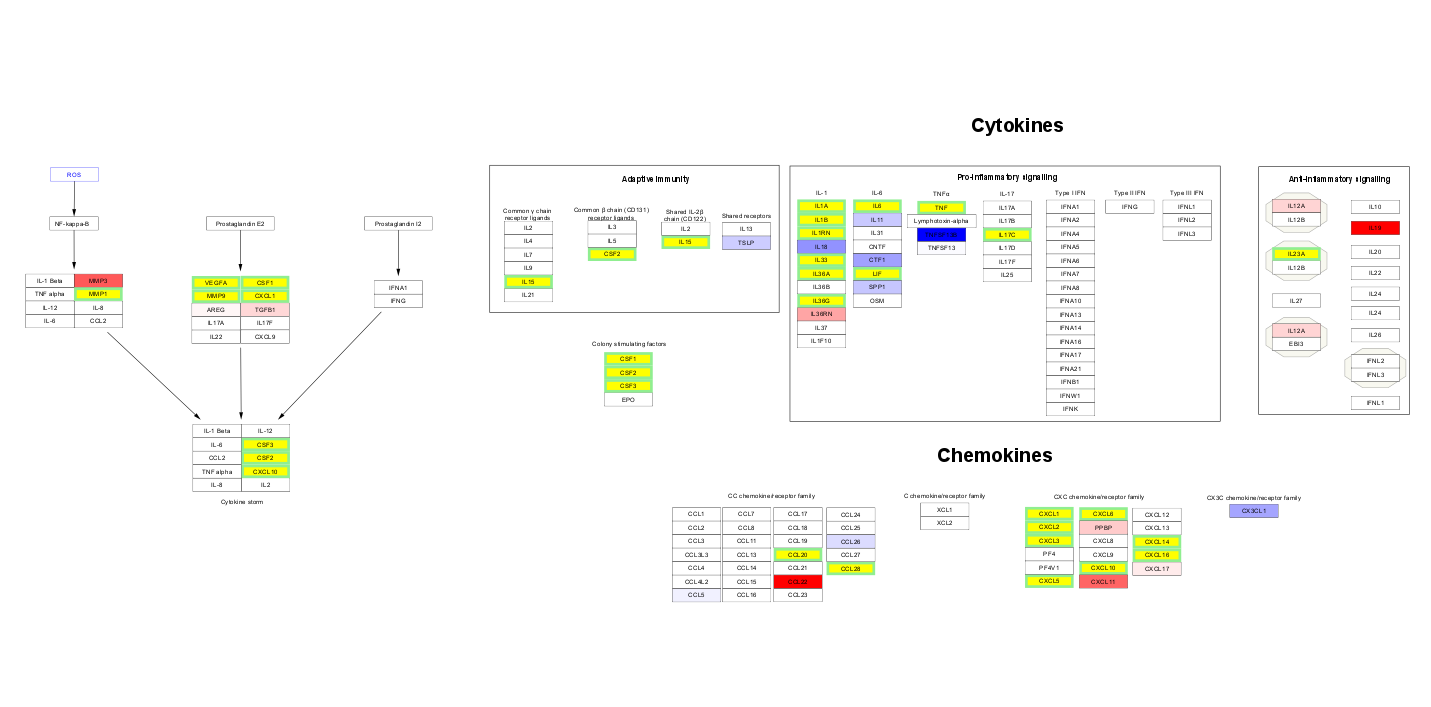 Cytokines
ROS
NF-kappa-B
Prostaglandin E2
Prostaglandin I2
IL-1 Beta MMP3
TNF alpha MMP1
IL-12 IL-8
IL-6 CCL2
VEGFA CSF1
MMP9 CXCL1
AREG TGFB1
IL17A IL17F
IL22 CXCL9
IFNA1
IFNG
IL-1 Beta IL-12
IL-6 CSF3
CCL2 CSF2
TNF alpha CXCL10
IL-8 IL2
Cytokine storm
Adaptive immunity
Common γ chain
receptor ligands
IL2
IL4
IL7
IL9
IL15
IL21
Common β chain (CD131)
receptor ligands
IL3
IL5
CSF2
Shared IL-2β
chain (CD122)
IL2
IL15
Shared receptors
IL13
TSLP
Colony stimulating factors
CSF1
CSF2
CSF3
EPO
Pro-inflammatory signalling
IL-1
IL1A
IL1B
IL1RN
IL18
IL33
IL36A
IL36B
IL36G
IL36RN
IL37
IL1F10
IL-6
IL6
IL11
IL31
CNTF
CTF1
LIF
SPP1
OSM
TNFα
TNF
Lymphotoxin-alpha
TNFSF13
IL-17
IL17A
IL17B
IL17C
IL17D
IL17F
IL25
Type I IFN
IFNA1
IFNA2
IFNA4
IFNA5
IFNA6
IFNA7
IFNA8
IFNA10
IFNA13
IFNA14
IFNA16
IFNA17
IFNA21
IFNB1
IFNW1
IFNK
Type II IFN
IFNG
Type III IFN
IFNL1
IFNL2
IFNL3
Anti-inflammatory signalling
IL12A
IL12B
IL23A
IL12B
IL27
IL12A
EBI3
IL10
IL19
IL20
IL22
IL24
IL24
IL26
IFNL2
IFNL3
IFNL1
Chemokines
CC chemokine/receptor family
CCL1 CCL7 CCL17 CCL24
CCL2 CCL8 CCL18 CCL25
CCL3 CCL11 CCL19 CCL26
CCL3L3 CCL13 CCL20 CCL27
CCL4 CCL14 CCL21 CCL28
CCL4L2 CCL15 CCL22
CCL5 CCL16 CCL23
C chemokine/receptor family
XCL1
XCL2
CXC chemokine/receptor family
CXCL1 CXCL6 CXCL12
CXCL2 PPBP CXCL13
CXCL3 CXCL8 CXCL14
PF4 CXCL9 CXCL16
PF4V1 CXCL10 CXCL17
CXCL5 CXCL11
CX3C chemokine/receptor family
CX3CL1